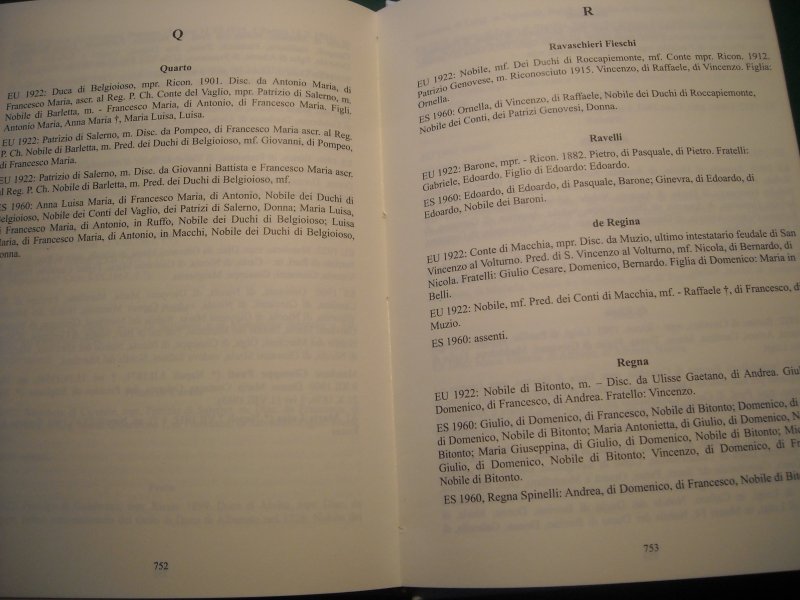 Q
Quarto
EU 1922: Duca di Belgioioso, mpr. Ricon. 1901. Disc. da Antonio Maria, di
Francesco Maria, ascr. al Reg. P. Ch. Conte del Vaglio, mpr. Patrizio di Salerno, m.
Nobile di Barletta, m. - Francesco Maria, di Antonio, di Francesco Maria. Figli.
Antonio Maria, Anna Maria †, Maria Luisa, Luisa.
EU 1922: Patrizio di Salerno, m. Disc. da Pompeo, di Francesco Maria ascr. al Reg.
P. Ch. Nobile di Barletta, m. Pred. dei Duchi di Belgioioso, mf. Giovanni, di Pompeo,
di Francesco Maria.
EU 1922: Patrizio di Salerno, m. Disc. da Giovanni Battista e Francesco Maria ascr.
al Reg. P. Ch. Nobile di Barletta, m. Pred. dei Duchi di Belgioioso, mf.
ES 1960: Anna Luisa Maria, di Francesco Maria, di Antonio, Nobile dei Duchi di
Belgioioso, Nobile dei Conti del Vaglio, dei Patrizi di Salerno, Donna; Maria Luisa,
di Francesco Maria, di Antonio, in Ruffo, Nobile dei Duchi di Belgioioso; Luisa
Maria, di Francesco Maria, di Antonio, in Macchi, Nobile dei Duchi di Belgioioso,
Donna.
752
R
Ravaschieri Fieschi
EU 1922: Nobile, mf. Dei Duchi di Roccapiemonte, mf. Conte mpr. Ricon. 1912.
Patrizio Genovese, m. Riconosciuto 1915. Vincenzo, di Raffaele, di Vincenzo. Figlia:
Ornella.
ES 1960: Ornella, di Vincenzo, di Raffaele, Nobile dei Duchi di Roccapiemonte,
Nobile dei Conti, dei Patrizi Genovesi, Donna.
Ravelli
EU 1922: Barone, mpr. - Ricon. 1882. Pietro, di Pasquale, di Pietro. Fratelli:
Gabriele, Edoardo. Figlio di Edoardo: Edoardo.
ES 1960: Edoardo, di Edoardo, di Pasquale, Barone; Ginevra, di Edoardo, di
Edoardo, Nobile dei Baroni.
de Regina
EU 1922: Conte di Macchia, mpr. Disc. da Muzio, ultimo intestatario feudale di San
Vincenzo al Volturno. Pred. di S. Vincenzo al Volturno, mf. Nicola, di Bernardo, di
Nicola. Fratelli: Giulio Cesare, Domenico, Bernardo. Figlia di Domenico: Maria in
Belli.
EU 1922: Nobile, mf. Pred. dei Conti di Macchia, mf. - Raffaele †, di Francesco, di
Muzio.
ES 1960: assenti.
Regna
EU 1922: Nobile di Bitonto, m. – Disc. da Ulisse Gaetano, di Andrea. Giul
Domenico, di Francesco, di Andrea. Fratello: Vincenzo.
ES 1960: Giulio, di Domenico, di Francesco, Nobile di Bitonto; Domenico, di
di Domenico, Nobile di Bitonto; Maria Antonietta, di Giulio, di Domenico, N
Bitonto; Maria Giuseppina, di Giulio, di Domenico, Nobile di Bitonto; Mic
Giulio, di Domenico, Nobile di Bitonto; Vincenzo, di Domenico, di Fr
Nobile di Bitonto.
ES 1960, Regna Spinelli: Andrea, di Domenico, di Francesco, Nobile di Bit
753